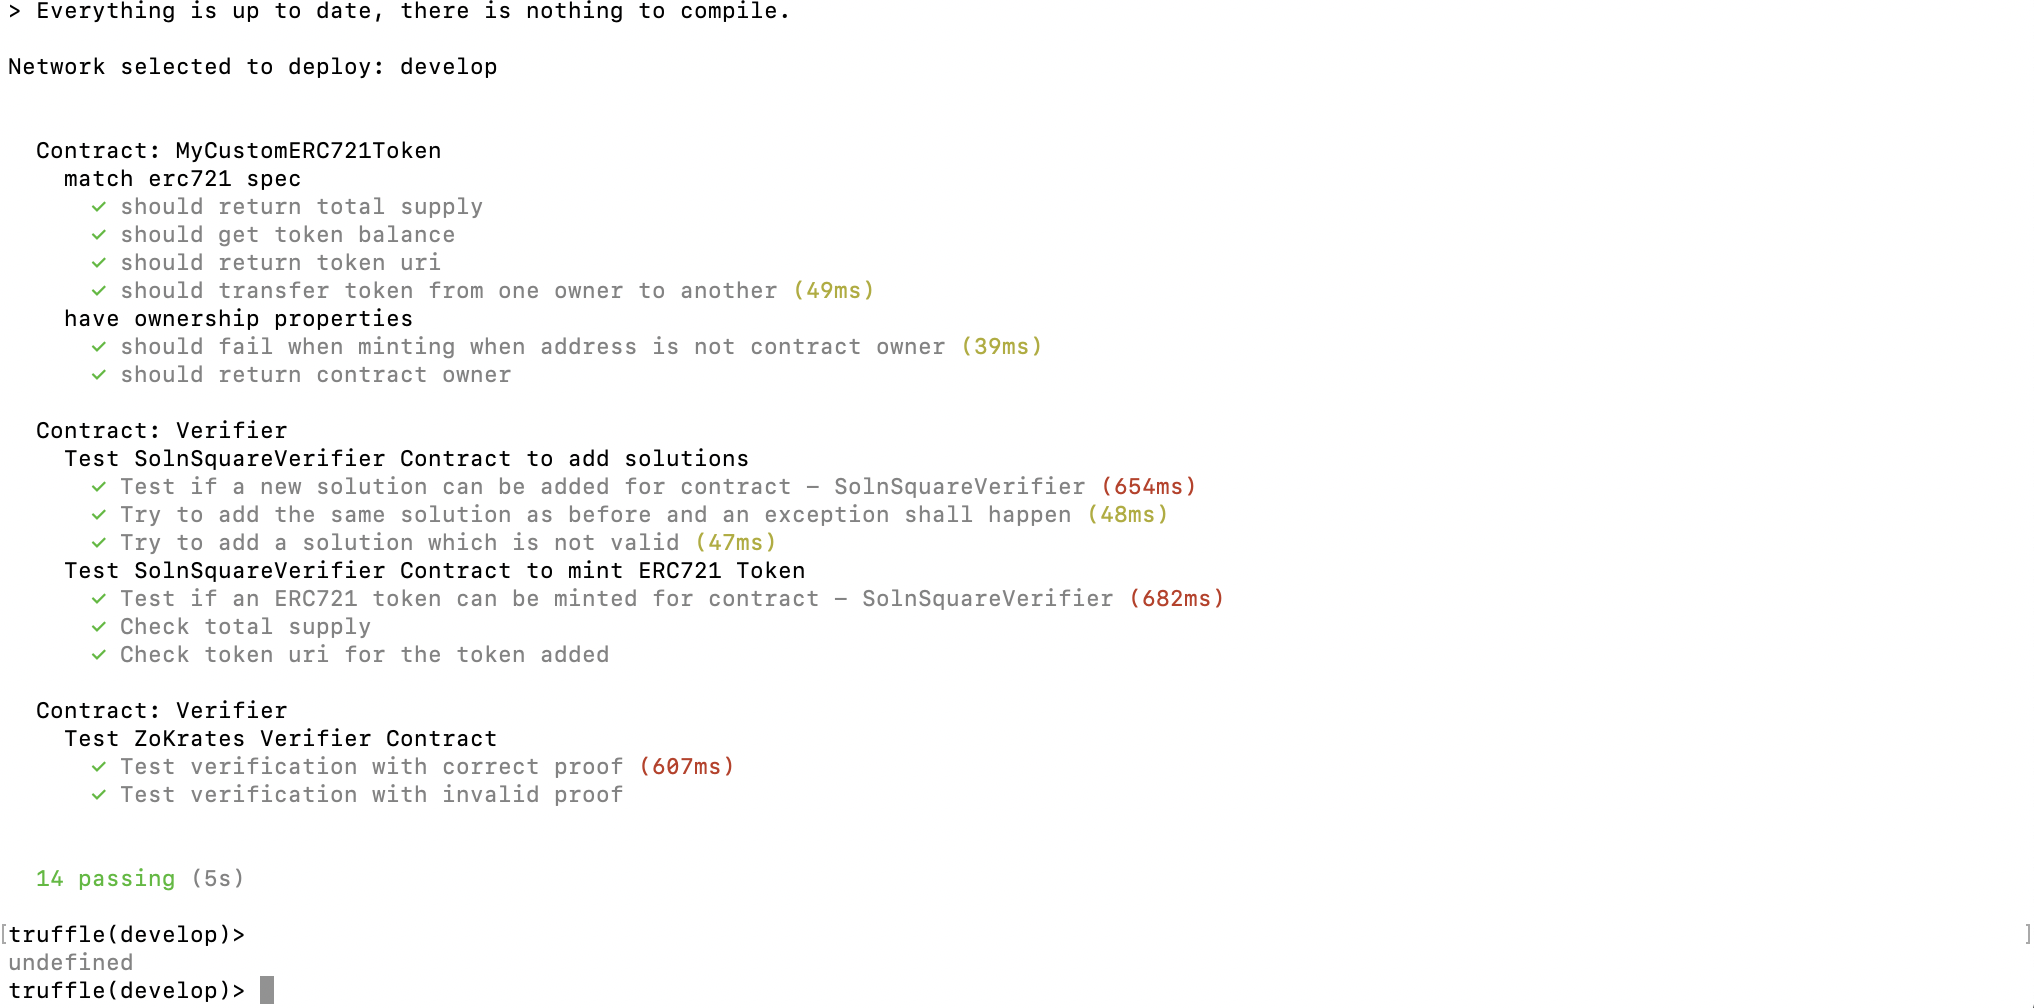 > Everything is up to date, there is nothing to compile.
Network selected to deploy: develop
Contract: MyCustomERC721Token
match erc721 spec
✓ should return total supply
✓ should get token balance
✓ should return token uri
✓ should transfer token from one owner to another (49ms)
have ownership properties
✓ should fail when minting when address is not contract owner (39ms)
✓ should return contract owner
Contract: Verifier
Test SolnSquareVerifier Contract to add solutions
✓ Test if a new solution can be added for contract – SolnSquareVerifier (654ms)
✓ Try to add the same solution as before and an exception shall happen (48ms)
✓ Try to add a solution which is not valid (47ms)
Test SolnSquareVerifier Contract to mint ERC721 Token
✓ Test if an ERC721 token can be minted for contract – SolnSquareVerifier (682ms)
✓ Check total supply
✓ Check token uri for the token added
Contract: Verifier
Test ZoKrates Verifier Contract
✓ Test verification with correct proof (607ms)
✓ Test verification with invalid proof
14 passing (5s)
[truffle(develop)> ]
undefined
truffle(develop)>